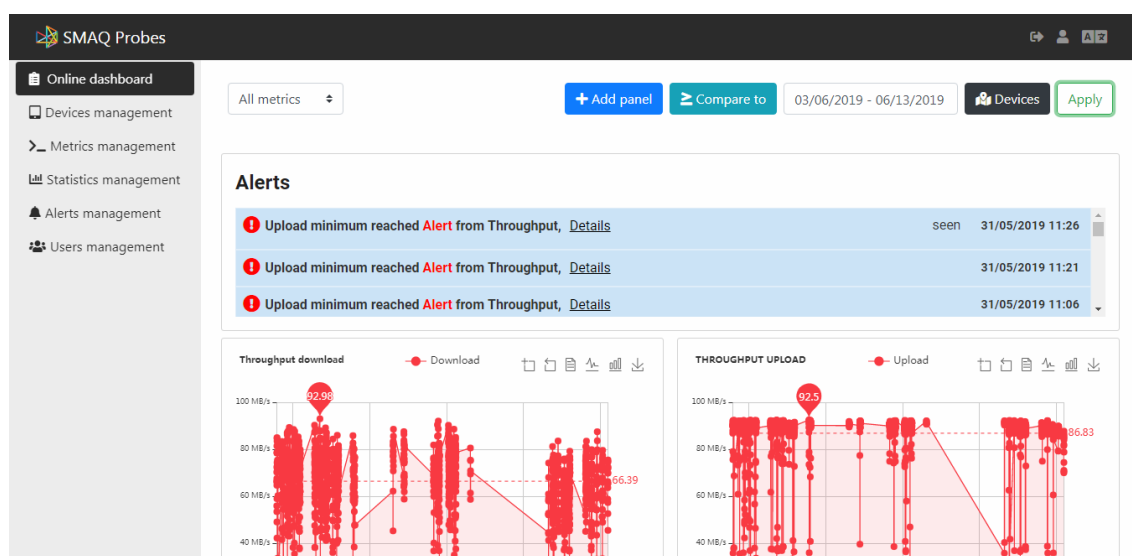 SMAQ Probes
A
Online dashboard
Devices management
Metrics management
Statistics management
Alerts management
Users management
All metrics
Add panel
Compare to
03/06/2019 - 06/13/2019
Devices
Apply
Alerts
Upload minimum reached Alert from Throughput, Details seen 31/05/2019 11:26
Upload minimum reached Alert from Throughput, Details 31/05/2019 11:21
Upload minimum reached Alert from Throughput, Details 31/05/2019 11:06
Throughput download
Download
100 MB/s
92.98
80 MB/s
66.39
60 MB/s
40 MB/s
THROUGHPUT UPLOAD
Upload
100 MB/s
92.5
86.83
80 MB/s
60 MB/s
40 MB/s